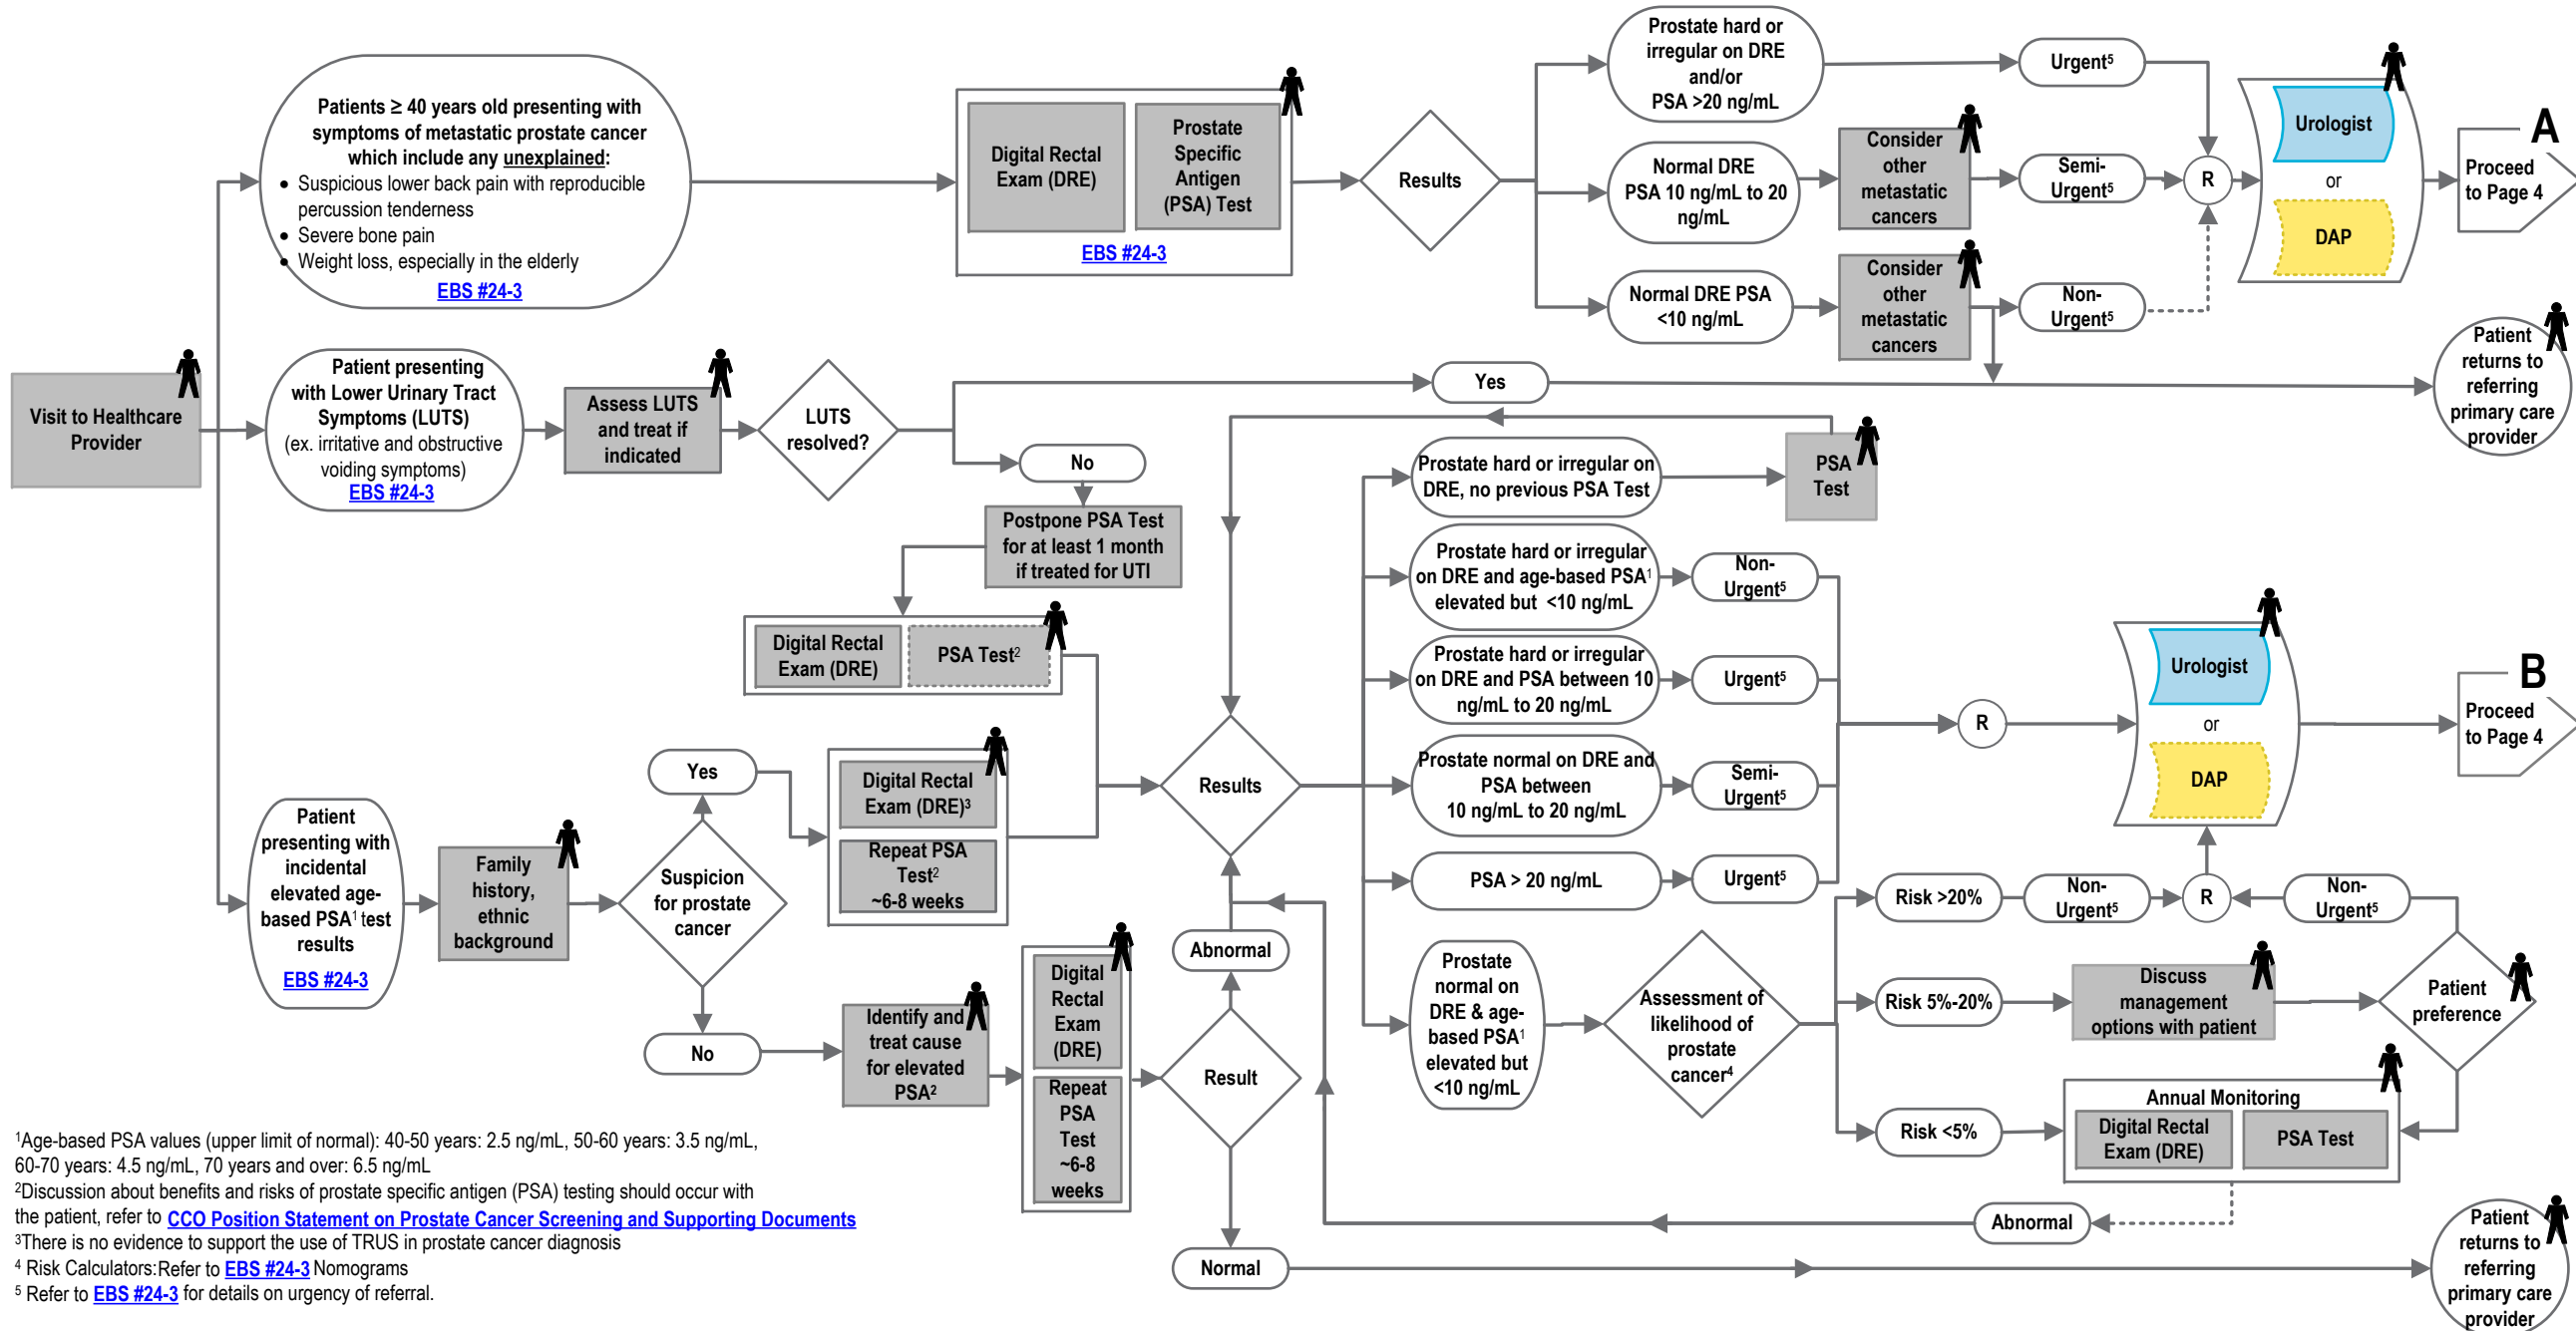 Visit to Healthcare
Provider
Patients ≥ 40 years old presenting with
symptoms of metastatic prostate cancer
which include any unexplained:
• Suspicious lower back pain with reproducible
percussion tenderness
• Severe bone pain
• Weight loss, especially in the elderly
EBS #24-3
Digital Rectal
Exam (DRE)
Prostate
Specific
Antigen
(PSA) Test
EBS #24-3
Results
Prostate hard or
irregular on DRE
and/or
PSA >20 ng/mL
Urgent⁵
Normal DRE
PSA 10 ng/mL to 20
ng/mL
Consider
other
metastatic
cancers
Semi-
Urgent⁵
Normal DRE PSA
<10 ng/mL
Consider
other
metastatic
cancers
Non-
Urgent⁵
R
Urologist
or
DAP
A
Proceed
to Page 4
Patient
returns to
referring
primary care
provider
Patient presenting
with Lower Urinary Tract
Symptoms (LUTS)
(ex. irritative and obstructive
voiding symptoms)
EBS #24-3
Assess LUTS
and treat if
indicated
LUTS
resolved?
Yes
No
Postpone PSA Test
for at least 1 month
if treated for UTI
Digital Rectal
Exam (DRE)
PSA Test²
Patient
presenting with
incidental
elevated age-
based PSA¹ test
results
EBS #24-3
Family
history,
ethnic
background
Suspicion
for prostate
cancer
Yes
Digital Rectal
Exam (DRE)³
Repeat PSA
Test²
~6-8 weeks
No
Identify and
treat cause
for elevated
PSA²
Digital
Rectal
Exam
(DRE)
Repeat
PSA
Test
~6-8
weeks
Result
Abnormal
Normal
Results
Prostate hard or irregular on
DRE, no previous PSA Test
PSA
Test
Prostate hard or irregular
on DRE and age-based PSA¹
elevated but <10 ng/mL
Non-
Urgent⁵
Prostate hard or irregular
on DRE and PSA between 10
ng/mL to 20 ng/mL
Urgent⁵
Prostate normal on DRE and
PSA between
10 ng/mL to 20 ng/mL
Semi-
Urgent⁵
PSA > 20 ng/mL
Urgent⁵
R
Urologist
or
DAP
B
Proceed
to Page 4
Prostate
normal on
DRE & age-
based PSA¹
elevated but
<10 ng/mL
Assessment of
likelihood of
prostate
cancer⁴
Risk >20%
Non-
Urgent⁵
R
Non-
Urgent⁵
Risk 5%-20%
Discuss
management
options with patient
Patient
preference
Risk <5%
Annual Monitoring
Digital Rectal
Exam (DRE)
PSA Test
Abnormal
Patient
returns to
referring
primary care
provider
¹Age-based PSA values (upper limit of normal): 40-50 years: 2.5 ng/mL, 50-60 years: 3.5 ng/mL,
60-70 years: 4.5 ng/mL, 70 years and over: 6.5 ng/mL
²Discussion about benefits and risks of prostate specific antigen (PSA) testing should occur with
the patient, refer to CCO Position Statement on Prostate Cancer Screening and Supporting Documents
³There is no evidence to support the use of TRUS in prostate cancer diagnosis
⁴ Risk Calculators:Refer to EBS #24-3 Nomograms
⁵ Refer to EBS #24-3 for details on urgency of referral.